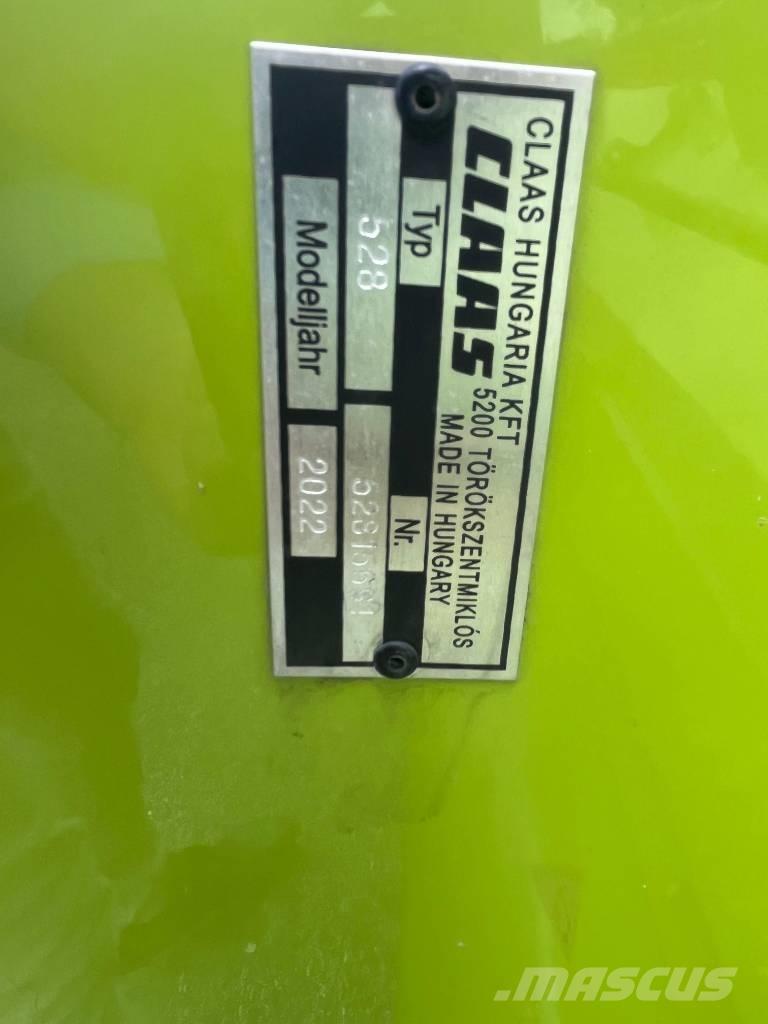 CLAAS HUNGARIA KFT
CLAAS 5200 TÖRÖKSZENTMIKLÓS
MADE IN HUNGARY
Typ Nr.
528
Modelljahr 2022
MASCUS